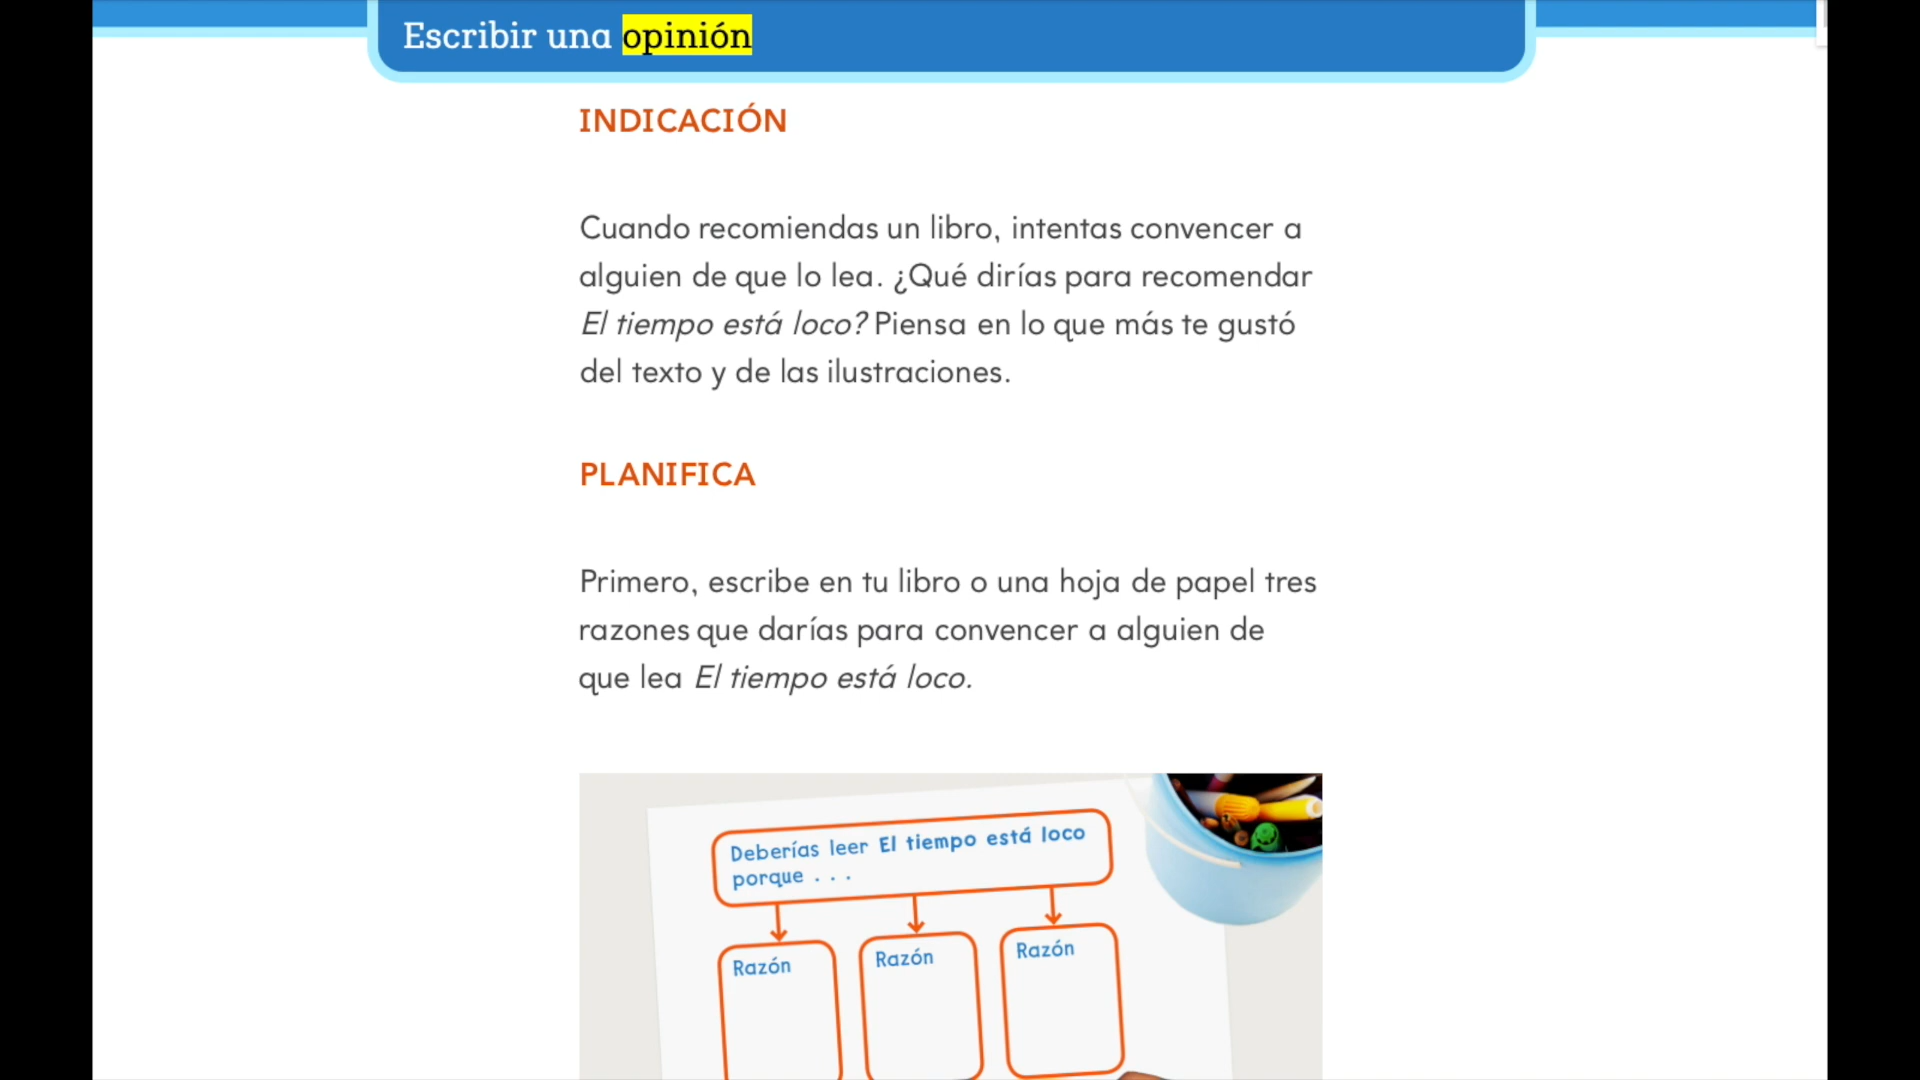 Escribir una opinión
INDICACIÓN
Cuando recomiendas un libro, intentas convencer a
alguien de que lo lea. ¿Qué dirías para recomendar
El tiempo está loco? Piensa en lo que más te gustó
del texto y de las ilustraciones.
PLANIFICA
Primero, escribe en tu libro o una hoja de papel tres
razones que darías para convencer a alguien de
que lea El tiempo está loco.
Deberías leer El tiempo está loco
porque . . .
Razón
Razón
Razón